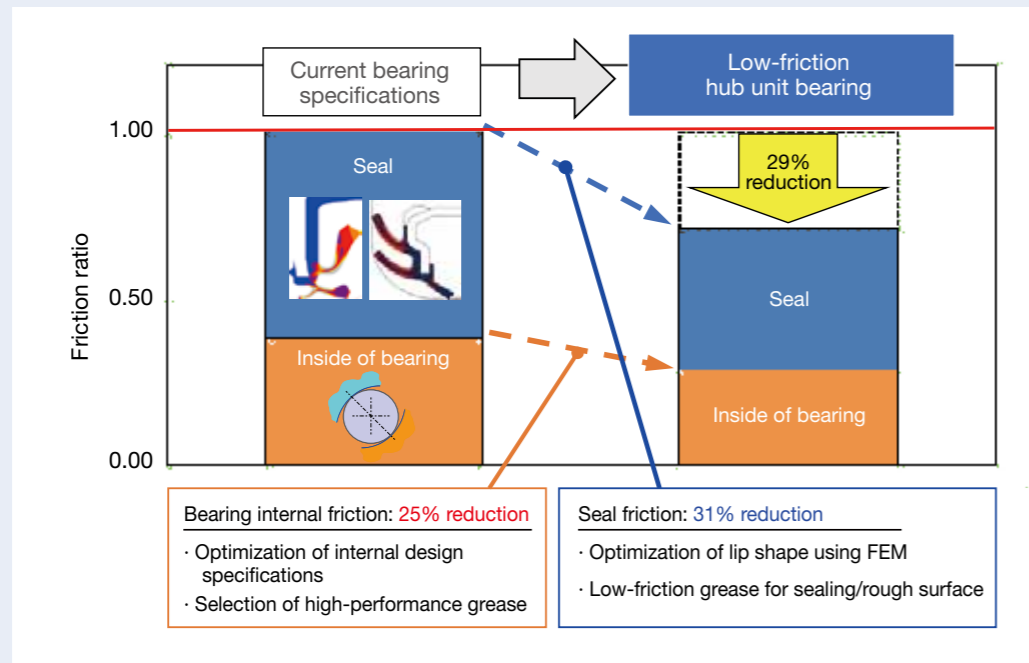 Current bearing
specifications
Low-friction
hub unit bearing
1.00
Seal
29%
reduction
Friction ratio
0.50
Seal
Inside of bearing
Inside of bearing
0.00
Bearing internal friction: 25% reduction
· Optimization of internal design
specifications
· Selection of high-performance grease
Seal friction: 31% reduction
· Optimization of lip shape using FEM
· Low-friction grease for sealing/rough surface